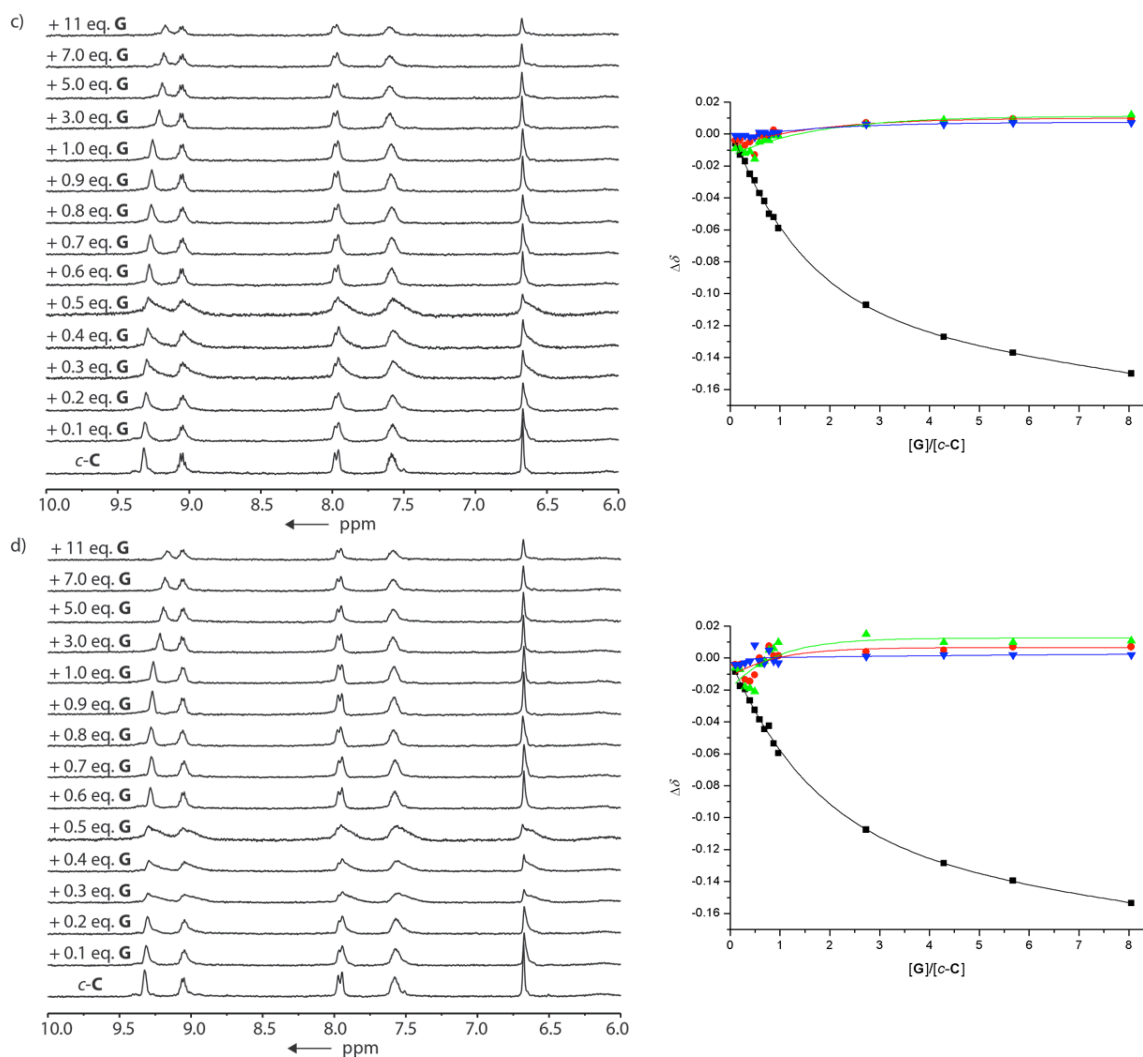 c)
+ 11 eq. G
+ 7.0 eq. G
+ 5.0 eq. G
+ 3.0 eq. G
+ 1.0 eq. G
+ 0.9 eq. G
+ 0.8 eq. G
+ 0.7 eq. G
+ 0.6 eq. G
+ 0.5 eq. G
+ 0.4 eq. G
+ 0.3 eq. G
+ 0.2 eq. G
+ 0.1 eq. G
c-C
10.0 9.5 9.0 8.5 8.0 7.5 7.0 6.5 6.0
← ppm
0.02
0.00
-0.02
-0.04
-0.06
-0.08
-0.10
-0.12
-0.14
-0.16
Δδ
0 1 2 3 4 5 6 7 8
[G]/[c-C]
d)
+ 11 eq. G
+ 7.0 eq. G
+ 5.0 eq. G
+ 3.0 eq. G
+ 1.0 eq. G
+ 0.9 eq. G
+ 0.8 eq. G
+ 0.7 eq. G
+ 0.6 eq. G
+ 0.5 eq. G
+ 0.4 eq. G
+ 0.3 eq. G
+ 0.2 eq. G
+ 0.1 eq. G
c-C
10.0 9.5 9.0 8.5 8.0 7.5 7.0 6.5 6.0
← ppm
0.02
0.00
-0.02
-0.04
-0.06
-0.08
-0.10
-0.12
-0.14
-0.16
Δδ
0 1 2 3 4 5 6 7 8
[G]/[c-C]